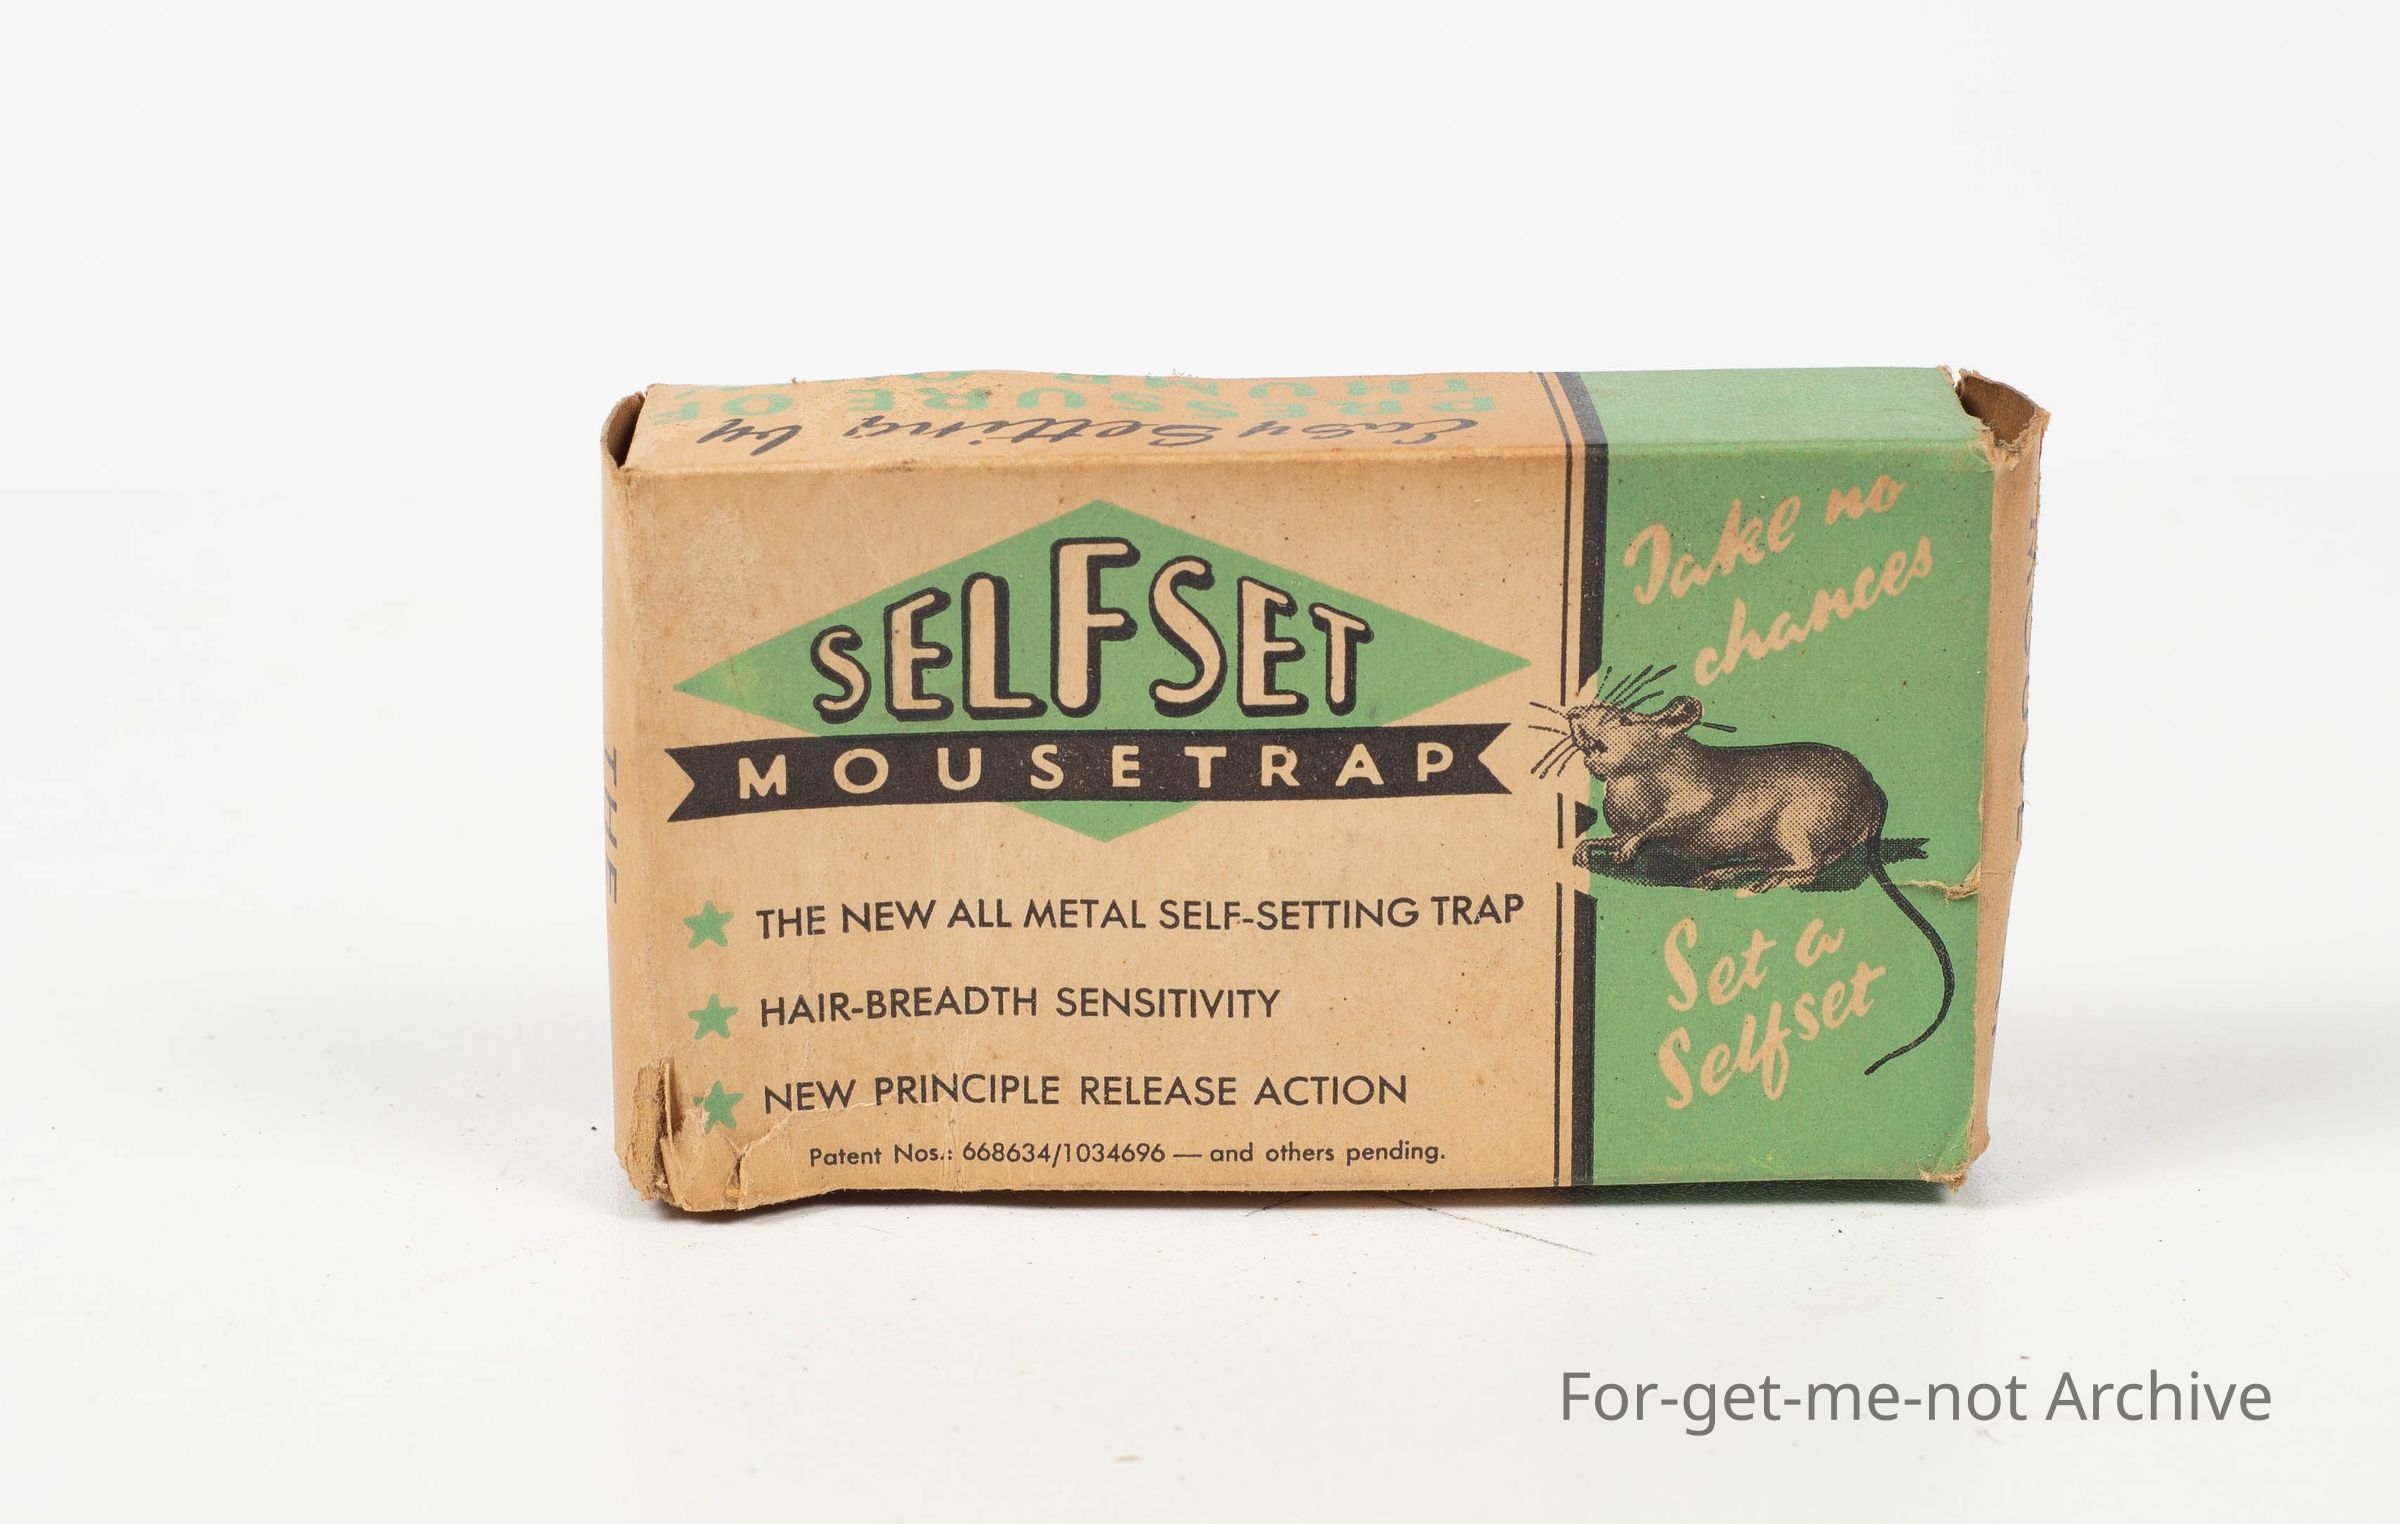 Easy Setting by
PRESSURE OF
SELFSET
MOUSETRAP
THE NEW ALL METAL SELF-SETTING TRAP
HAIR-BREADTH SENSITIVITY
NEW PRINCIPLE RELEASE ACTION
Patent Nos.: 668634/1034696 — and others pending.
Take no
chances
Set a
Selfset
THE
For-get-me-not Archive